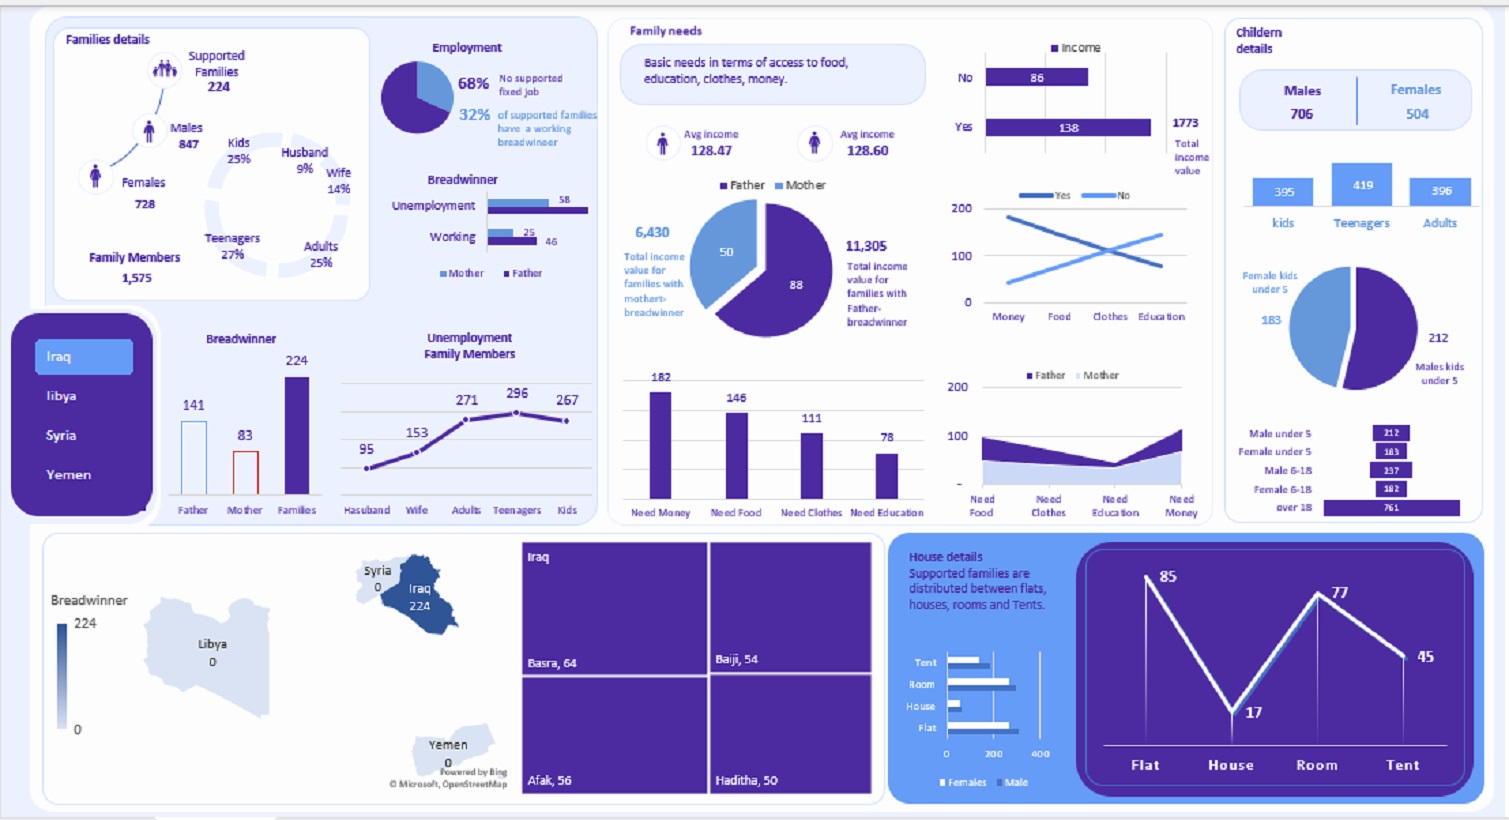 Families details
Supported
Families
224
Males
847
Females
728
Family Members
1,575
Kids
25%
Husband
9%
Wife
14%
Teenagers
27%
Adults
25%
Employment
68%
No supported
fixed job
32%
of supported families
have a working
breadwineer
Breadwinner
Unemployment
58
Working
25
46
Mother
Father
Iraq
libya
Syria
Yemen
Breadwinner
141
83
224
Father
Mother
Families
Unemployment
Family Members
95
153
271
296
267
Hasuband
Wife
Adults
Teenagers
Kids
Family needs
Basic needs in terms of access to food,
education, clothes, money.
Avg income
128.47
Avg income
128.60
Father
Mother
6,430
Total income
value for
families with
mothert-
breadwinner
50
88
11,305
Total income
value for
families with
Father-
breadwinner
182
146
111
78
Need Money
Need Food
Need Clothes
Need Education
Income
No
86
Yes
138
1773
Total
income
value
Yes
No
200
100
0
Money
Food
Clothes
Education
Father
Mother
200
100
-
Need
Food
Need
Clothes
Need
Education
Need
Money
Childern
details
Males
706
Females
504
395
419
396
kids
Teenagers
Adults
Female kids
under 5
183
212
Males kids
under 5
Male under 5
212
Female under 5
183
Male 6-18
237
Female 6-18
182
over 18
761
Breadwinner
224
0
Libya
0
Syria
0
Iraq
224
Yemen
0
Powered by Bing
© Microsoft, OpenStreetMap
Iraq
Basra, 64
Baiji, 54
Afak, 56
Haditha, 50
House details
Supported families are
distributed between flats,
houses, rooms and Tents.
Tent
Room
House
Flat
0
200
400
Females
Male
85
17
77
45
Flat
House
Room
Tent